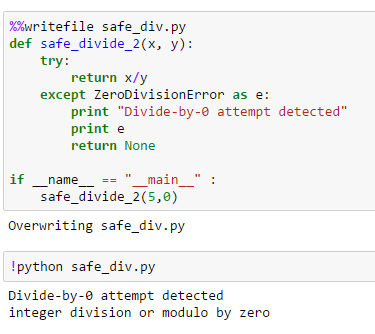 %%writefile safe_div.py
def safe_divide_2(x, y):
    try:
        return x/y
    except ZeroDivisionError as e:
        print "Divide-by-0 attempt detected"
        print e
        return None

if __name__ == "__main__" :
    safe_divide_2(5,0)
Overwriting safe_div.py
!python safe_div.py
Divide-by-0 attempt detected
integer division or modulo by zero